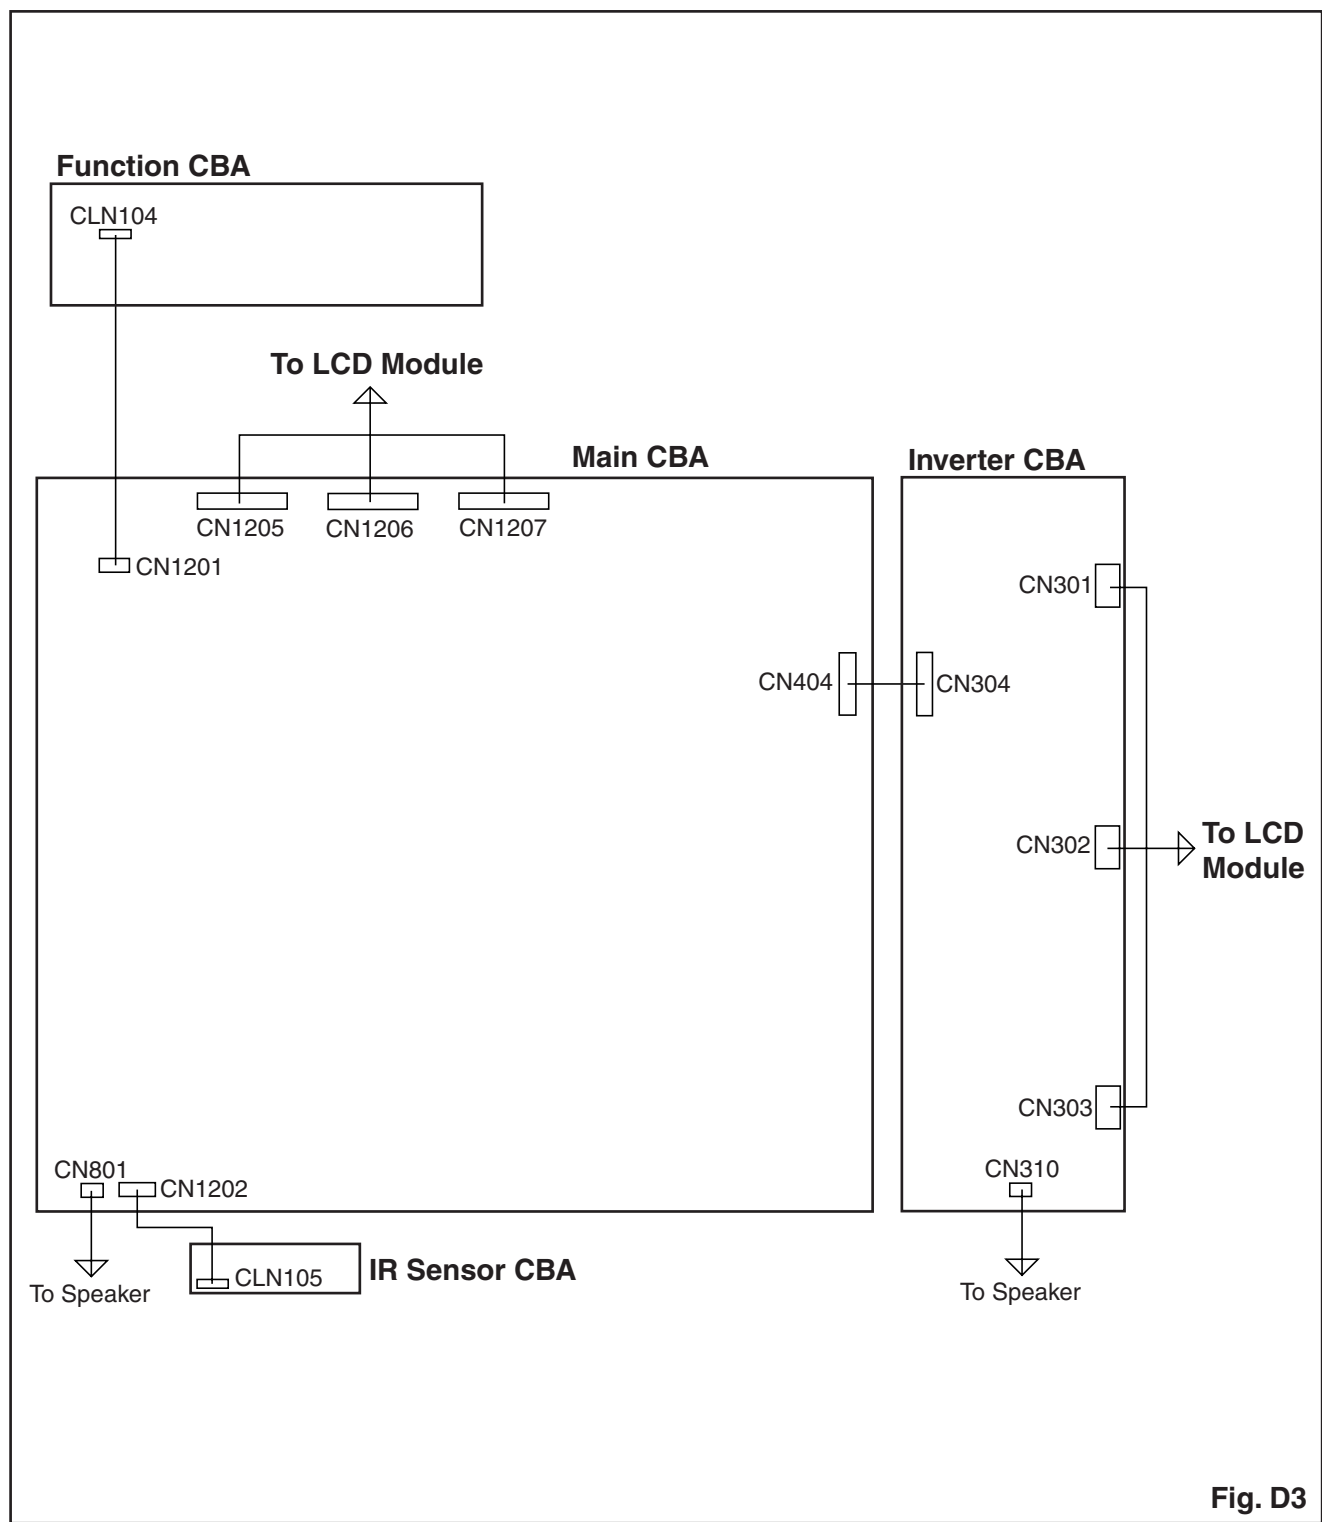 Function CBA
CLN104
To LCD Module
Main CBA
Inverter CBA
CN1205
CN1206
CN1207
CN1201
CN301
CN404
CN304
CN302
To LCD
Module
CN303
CN801
CN1202
CN310
CLN105
IR Sensor CBA
To Speaker
To Speaker
Fig. D3